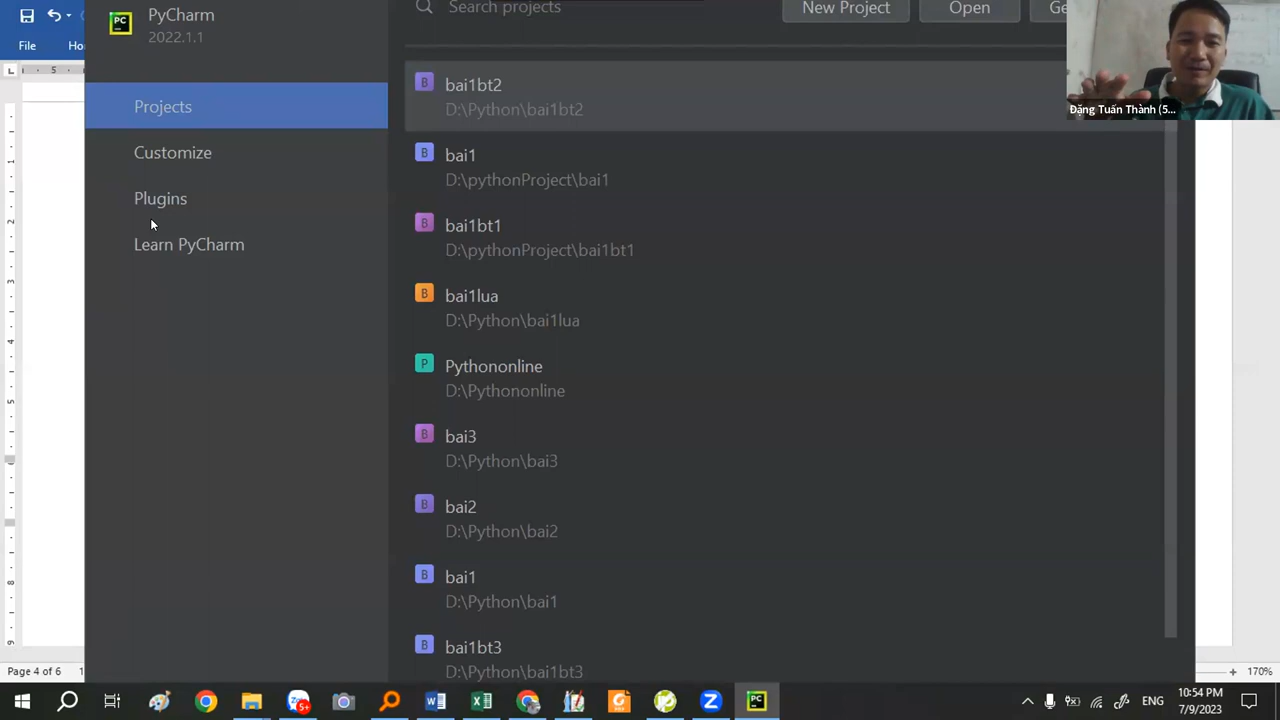 PyCharm
2022.1.1
Search projects
New Project
Open
Ge
File
Ho
Projects
Customize
Plugins
Learn PyCharm
bai1bt2
D:\Python\bai1bt2
bai1
D:\pythonProject\bai1
bai1bt1
D:\pythonProject\bai1bt1
bai1lua
D:\Python\bai1lua
Pythononline
D:\Pythononline
bai3
D:\Python\bai3
bai2
D:\Python\bai2
bai1
D:\Python\bai1
bai1bt3
D:\Python\bai1bt3
Đặng Tuấn Thành (5...
Page 4 of 6
170%
ENG
10:54 PM
7/9/2023